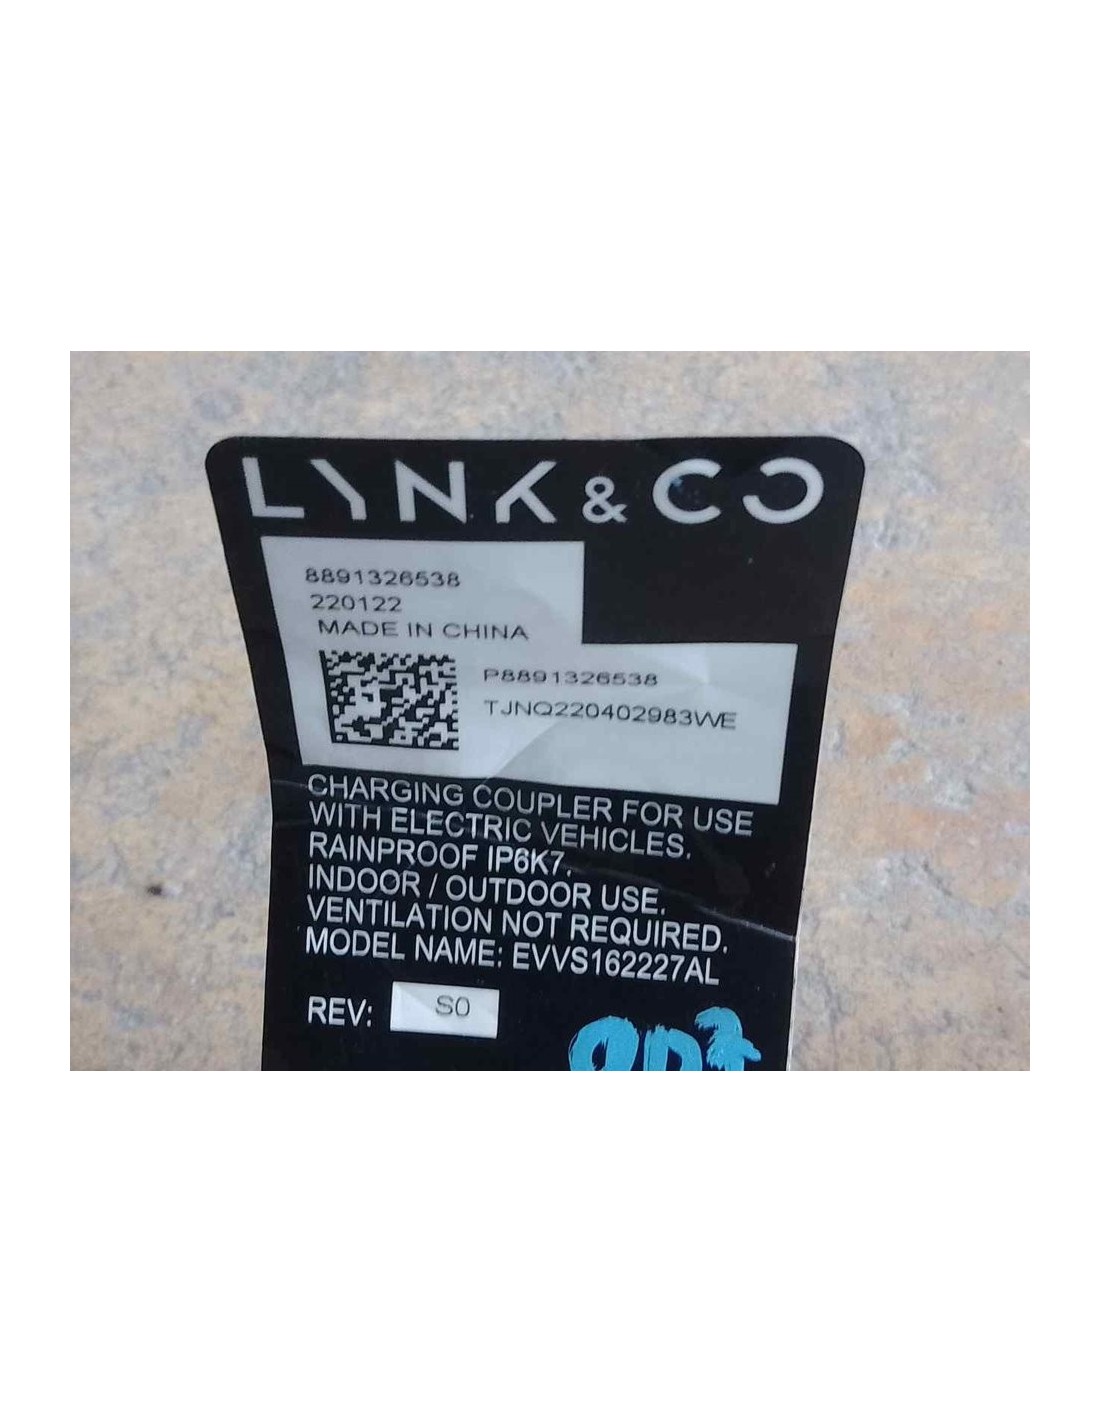 LYNK & CO
8891326538
220122
MADE IN CHINA
P8891326538
TJNQ220402983WE
CHARGING COUPLER FOR USE
WITH ELECTRIC VEHICLES.
RAINPROOF IP6K7.
INDOOR / OUTDOOR USE.
VENTILATION NOT REQUIRED.
MODEL NAME: EVVS162227AL
REV: S0